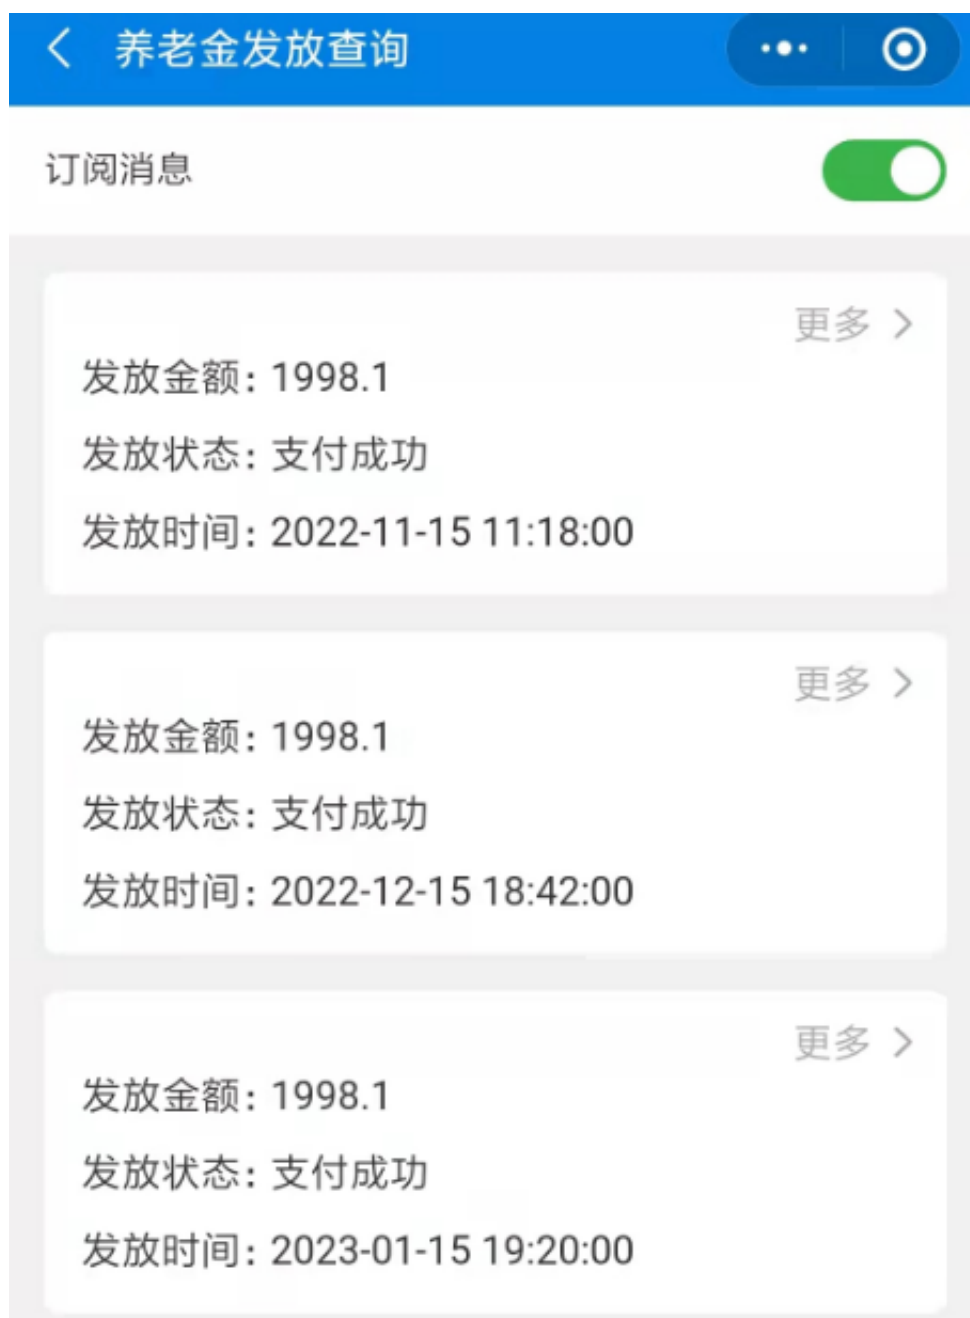 养老金发放查询
订阅消息
更多
发放金额: 1998.1
发放状态: 支付成功
发放时间: 2022-11-15 11:18:00
更多
发放金额: 1998.1
发放状态: 支付成功
发放时间: 2022-12-15 18:42:00
更多
发放金额: 1998.1
发放状态: 支付成功
发放时间: 2023-01-15 19:20:00